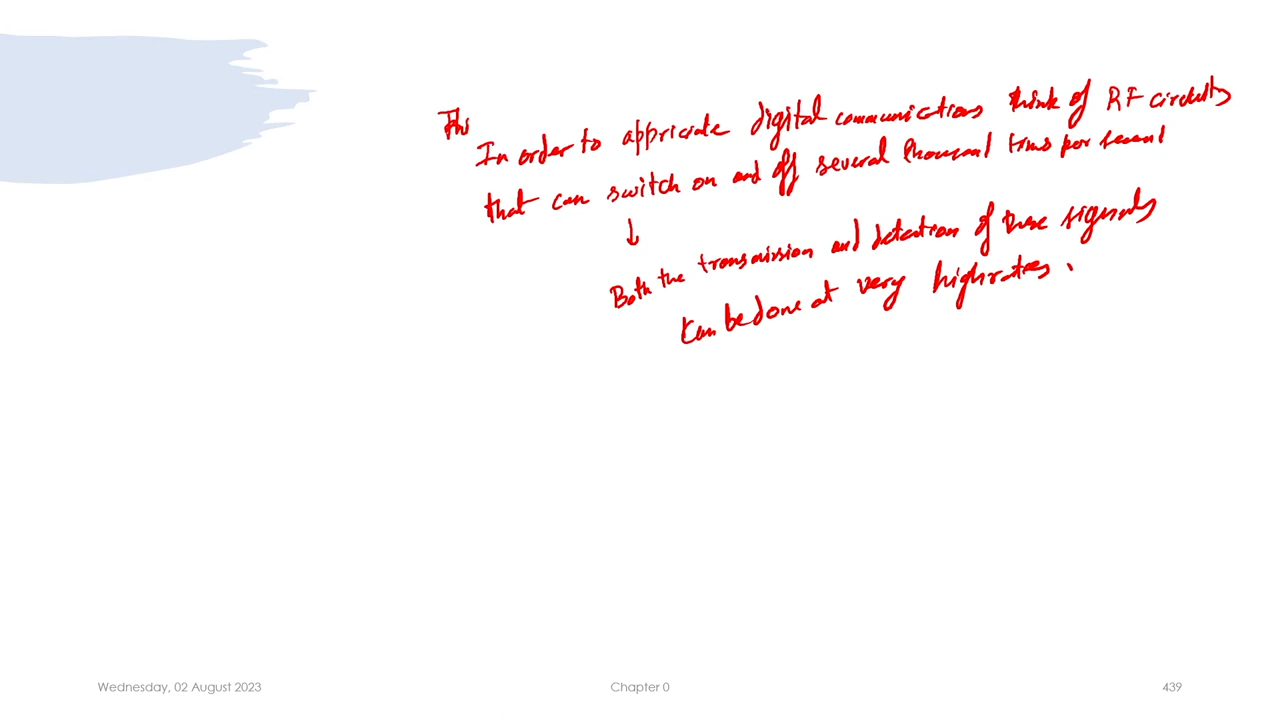 This
In order to appriciate digital communications think of RF circuits
that can switch on and off several thousand times per second
↓
Both the transmission and detection of these signals
can be done at very high rates.
Wednesday, 02 August 2023
Chapter 0
439